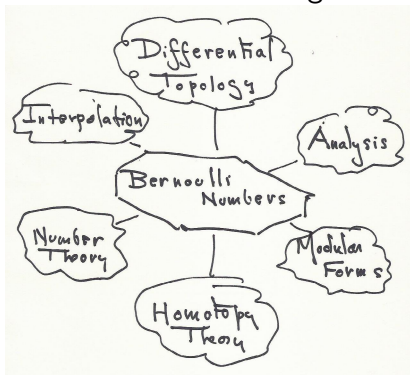 Differential
Topology
Interpolation
Analysis
Bernoulli
Numbers
Number
Theory
Modular
Forms
Homotopy
Theory